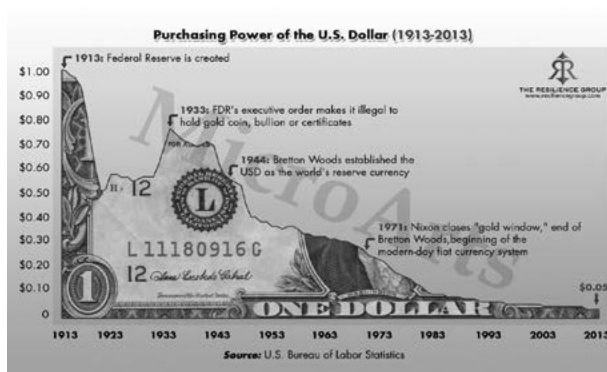 Purchasing Power of the U.S. Dollar (1913-2013)
1913: Federal Reserve is created
THE RESILIENCE GROUP
www.resiliencegroup.com
1933: FDR's executive order makes it illegal to
hold gold coin, bullion or certificates
1944: Bretton Woods established the
USD as the world's reserve currency
1971: Nixon closes "gold window," end of
Bretton Woods,beginning of the
modern-day fiat currency system
$1.00
$0.90
$0.80
$0.70
$0.60
$0.50
$0.40
$0.30
$0.20
$0.10
0
MicroArts
12
L
L 11180916 G
12
1
ONE DOLLAR
$0.05
1913 1923 1933 1943 1953 1963 1973 1983 1993 2003 2013
Source: U.S. Bureau of Labor Statistics